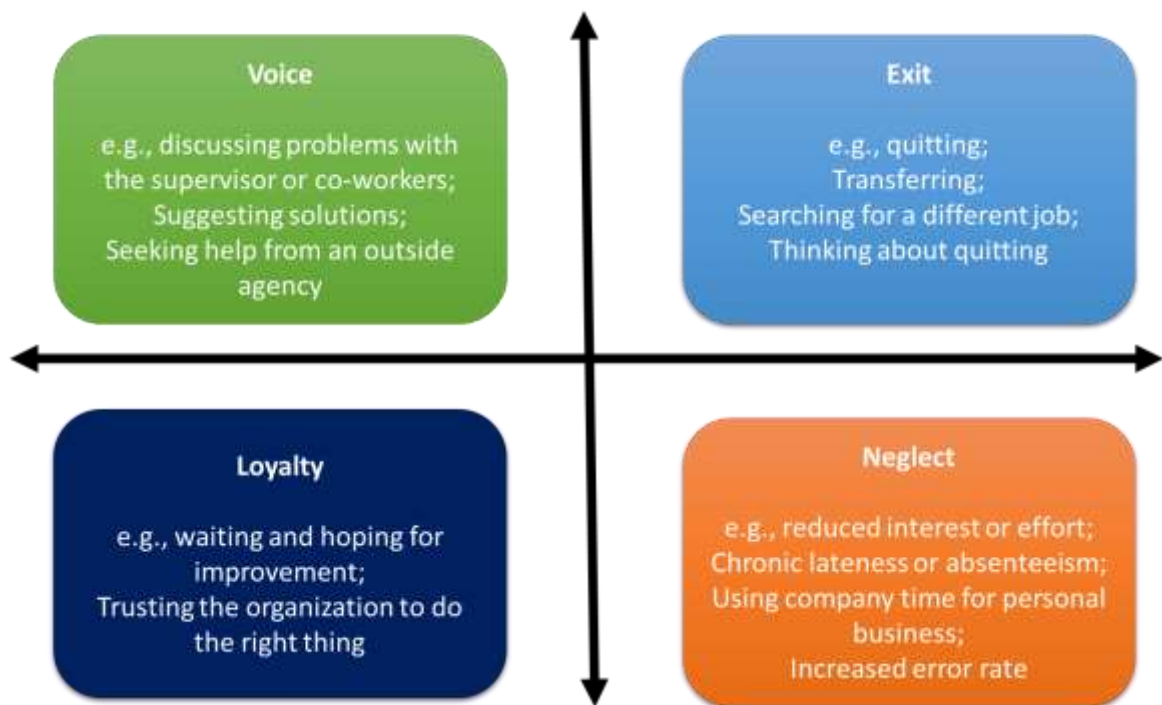 Voice
e.g., discussing problems with
the supervisor or co-workers;
Suggesting solutions;
Seeking help from an outside
agency
Exit
e.g., quitting;
Transferring;
Searching for a different job;
Thinking about quitting
Loyalty
e.g., waiting and hoping for
improvement;
Trusting the organization to do
the right thing
Neglect
e.g., reduced interest or effort;
Chronic lateness or absenteeism;
Using company time for personal
business;
Increased error rate